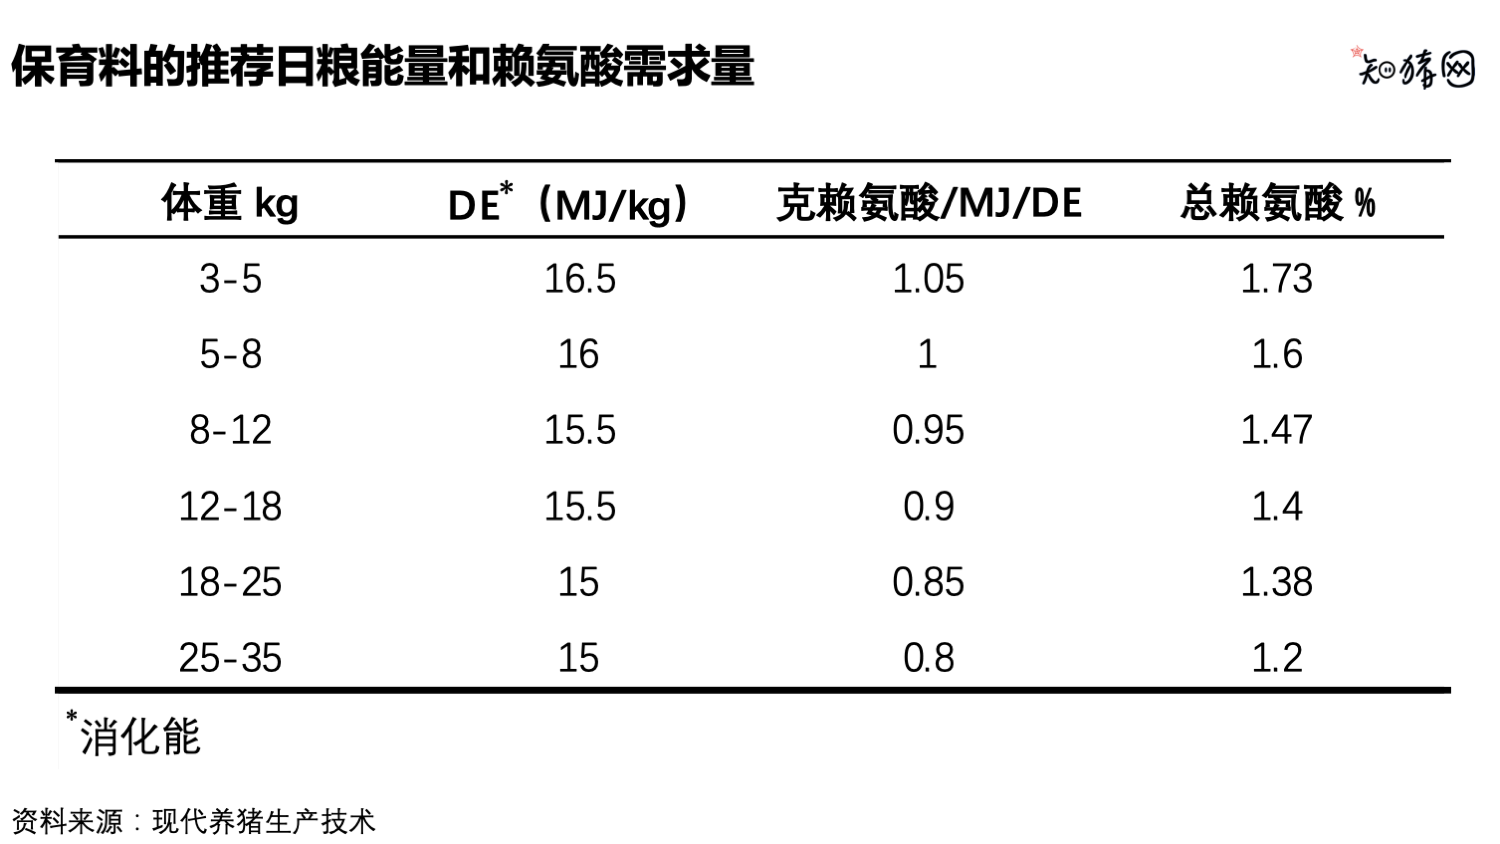 保育料的推荐日粮能量和赖氨酸需求量
知猪网
体重 kg DE*（MJ/kg） 克赖氨酸/MJ/DE 总赖氨酸 %
3-5 16.5 1.05 1.73
5-8 16 1 1.6
8-12 15.5 0.95 1.47
12-18 15.5 0.9 1.4
18-25 15 0.85 1.38
25-35 15 0.8 1.2
*消化能
资料来源：现代养猪生产技术